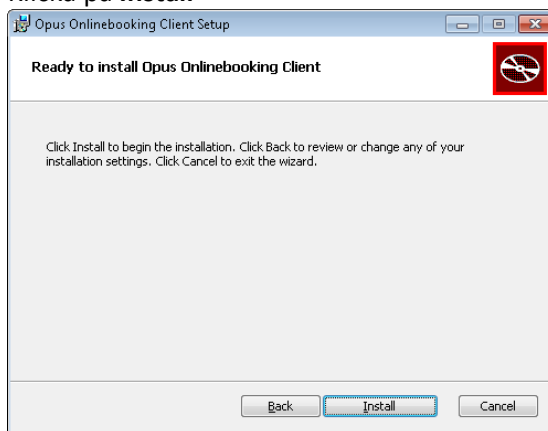 Opus Onlinebooking Client Setup
Ready to install Opus Onlinebooking Client
Click Install to begin the installation. Click Back to review or change any of your
installation settings. Click Cancel to exit the wizard.
Back Install Cancel